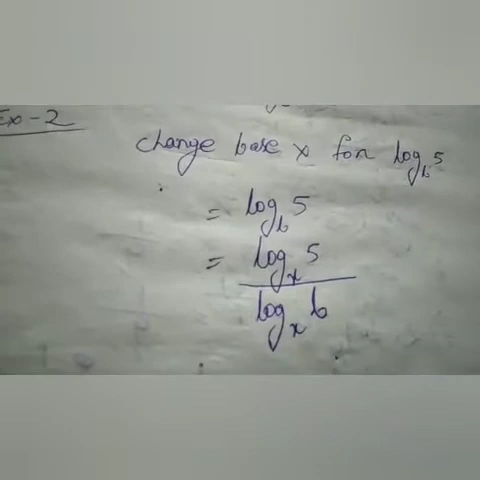 Ex-2
change base x for log_b 5
= log_b 5
= log_x 5
log_x b